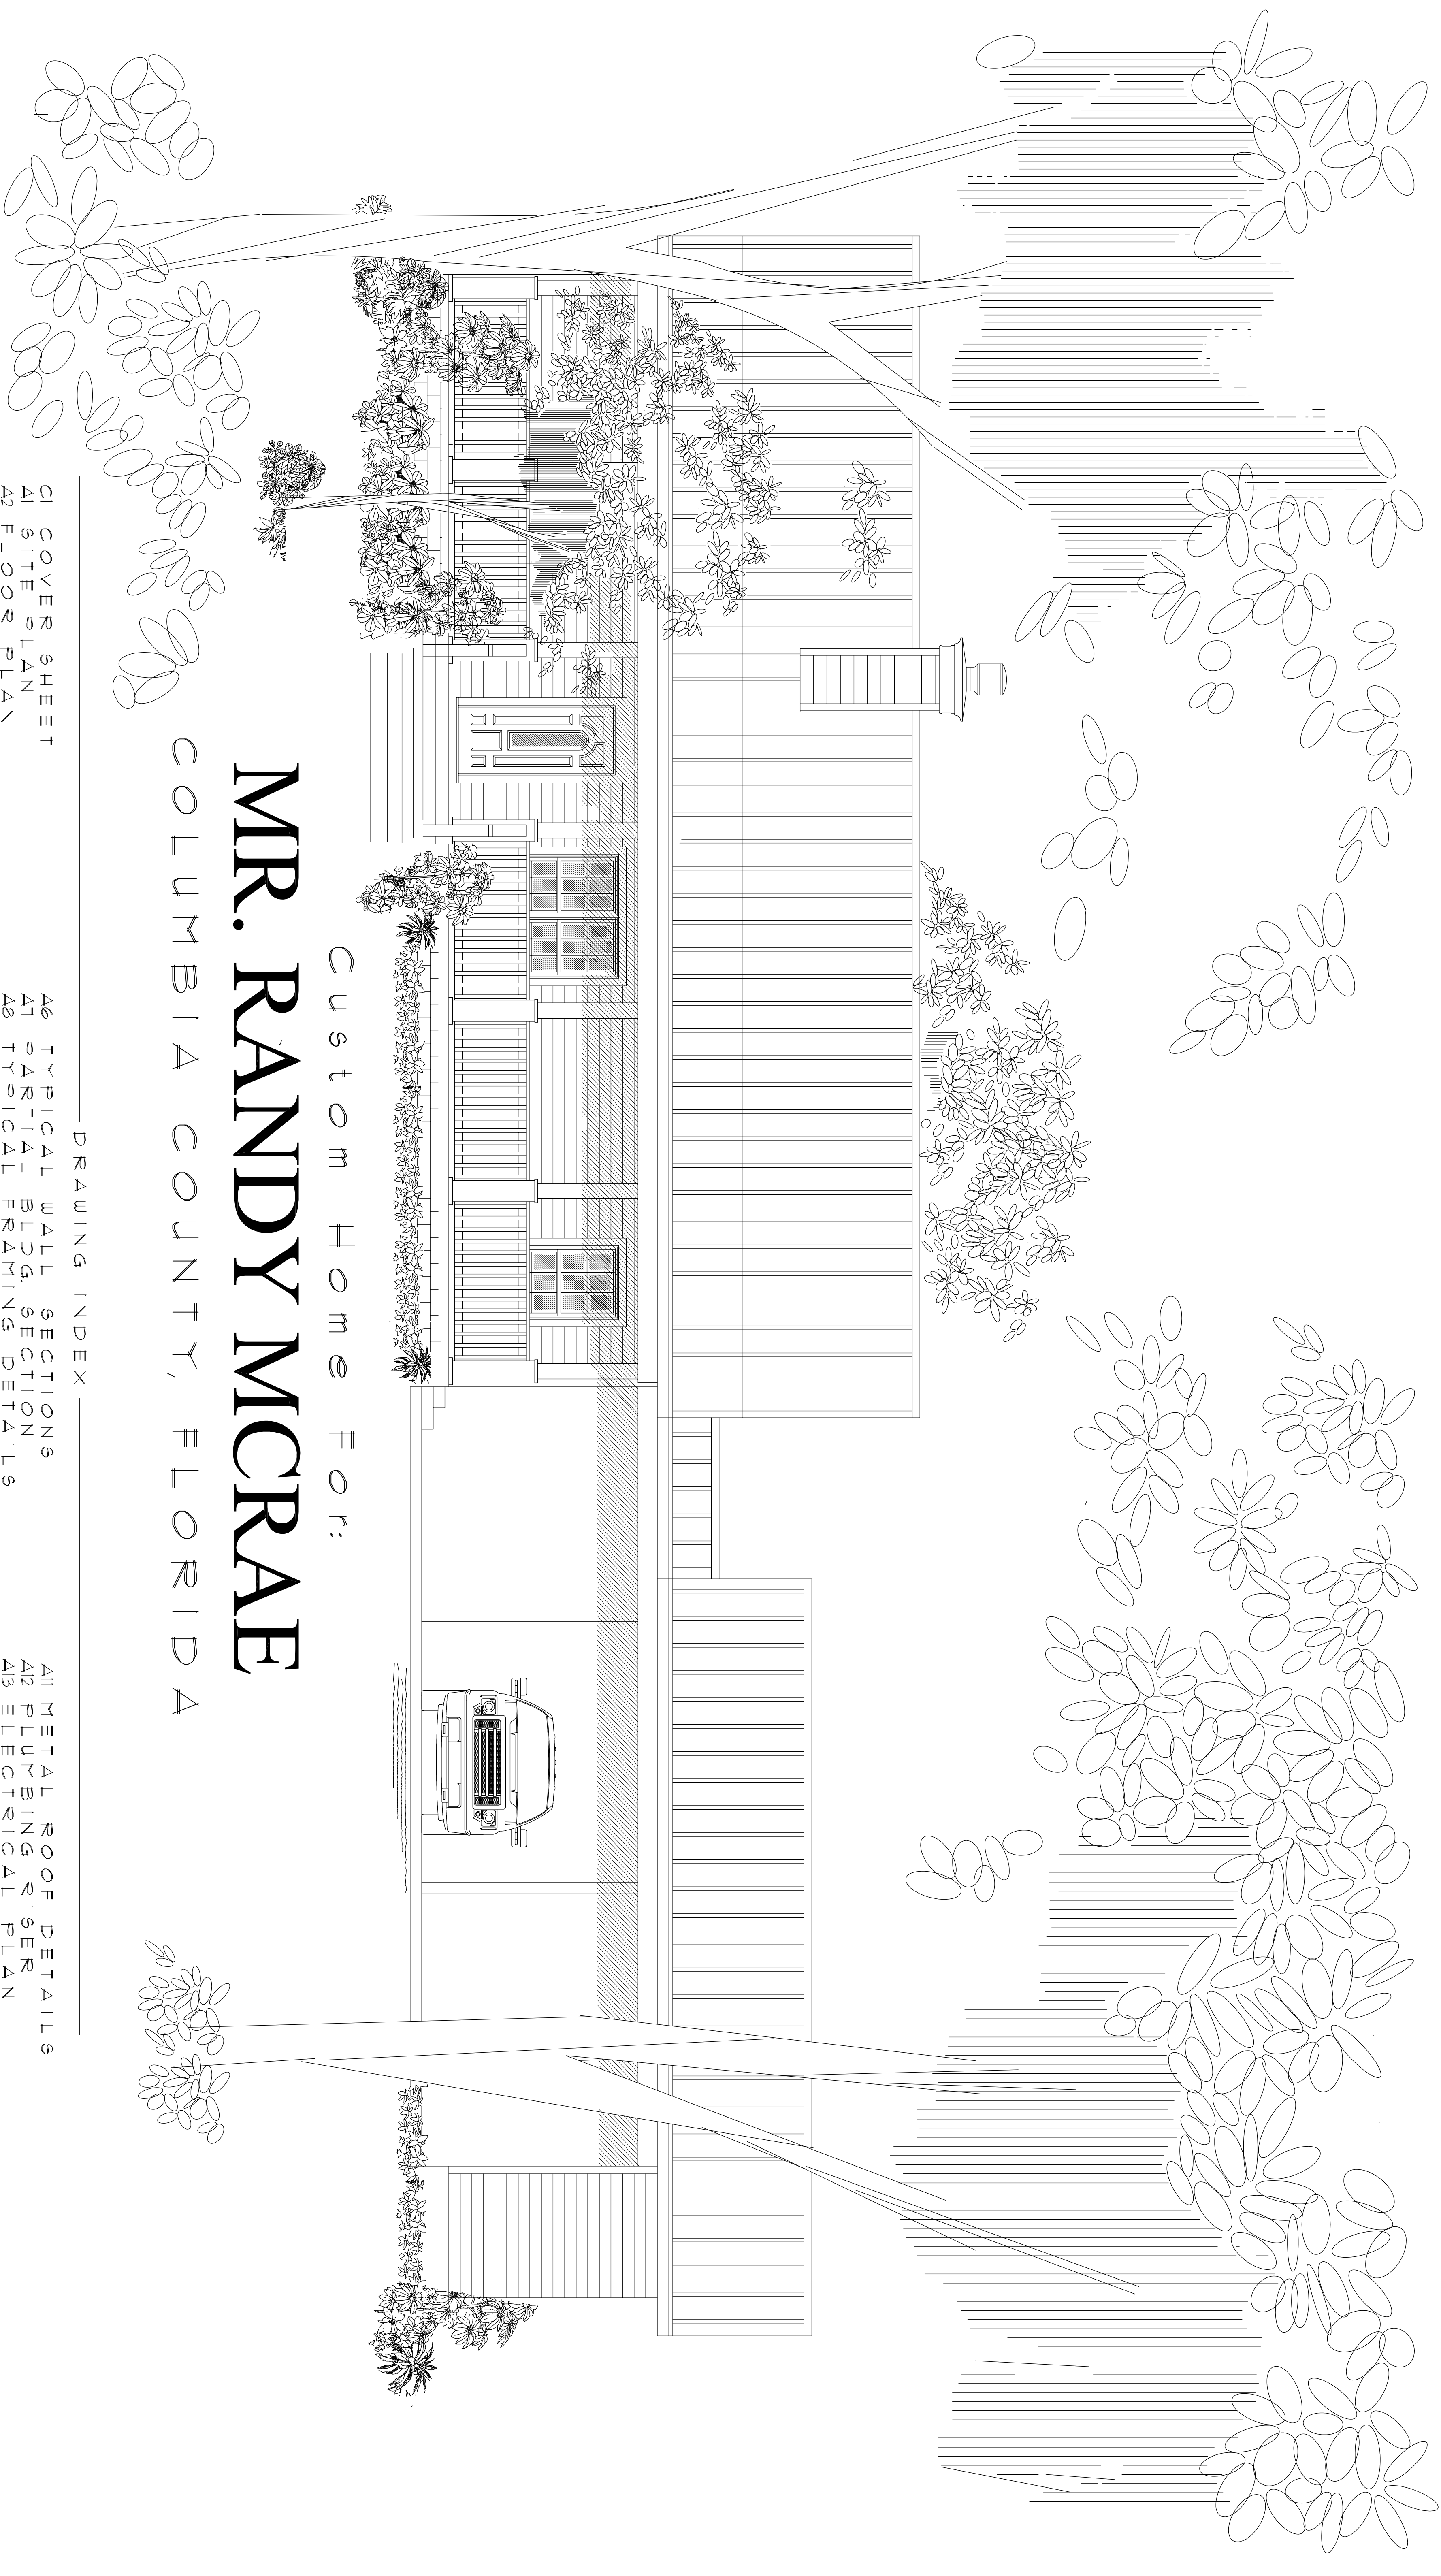 Custom Home For:
MR. RANDY MCRAE
COLUMBIA COUNTY, FLORIDA
DRAWING INDEX
C1 COVER SHEET
A1 SITE PLAN
A2 FLOOR PLAN
A6 TYPICAL WALL SECTIONS
A7 PARTIAL BLDG. SECTION
A8 TYPICAL FRAMING DETAILS
A11 METAL ROOF DETAILS
A12 PLUMBING RISER
A13 ELECTRICAL PLAN